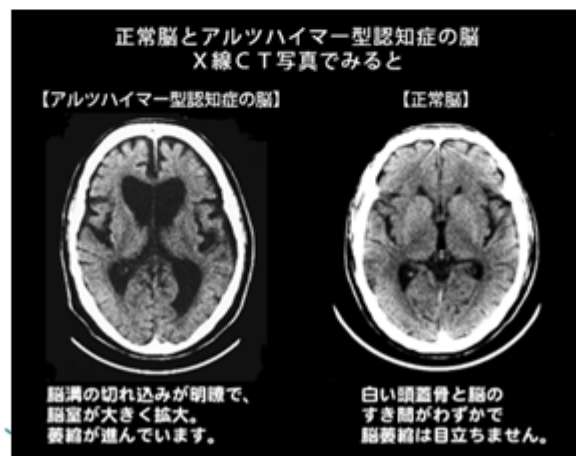 正常脳とアルツハイマー型認知症の脳
X線CT写真でみると
【アルツハイマー型認知症の脳】
【正常脳】
脳溝の切れ込みが明瞭で、
脳室が大きく拡大。
萎縮が進んでいます。
白い頭蓋骨と脳の
すき間がわずかで
脳萎縮は目立ちません。